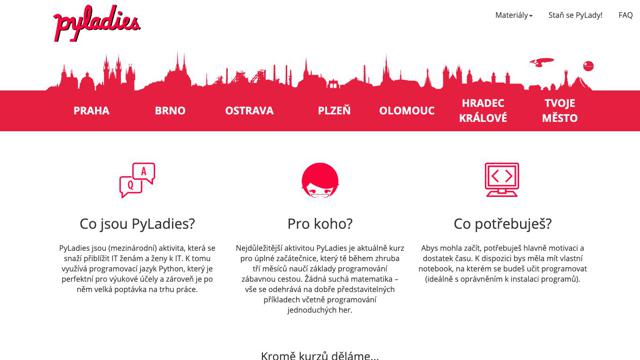 pyladies
Materiály
Staň se PyLady!
FAQ
PRAHA
BRNO
OSTRAVA
PLZEŇ
OLOMOUC
HRADEC
KRÁLOVÉ
TVOJE
MĚSTO
A
Q
Co jsou PyLadies?
PyLadies jsou (mezinárodní) aktivita, která se
snaží přiblížit IT ženám a ženy k IT. K tomu
využívá programovací jazyk Python, který je
perfektní pro výukové účely a zároveň je po
něm velká poptávka na trhu práce.
Pro koho?
Nejdůležitější aktivitou PyLadies je aktuálně kurz
pro úplné začátečnice, který tě během zhruba
tří měsíců naučí základy programování
zábavnou cestou. Žádná suchá matematika –
vše se odehrává na dobře představitelných
příkladech včetně programování
jednoduchých her.
Co potřebuješ?
Abys mohla začít, potřebuješ hlavně motivaci a
dostatek času. K dispozici bys měla mít vlastní
notebook, na kterém se budeš učit programovat
(ideálně s oprávněním k instalaci programů).
Kromě kurzů děláme...